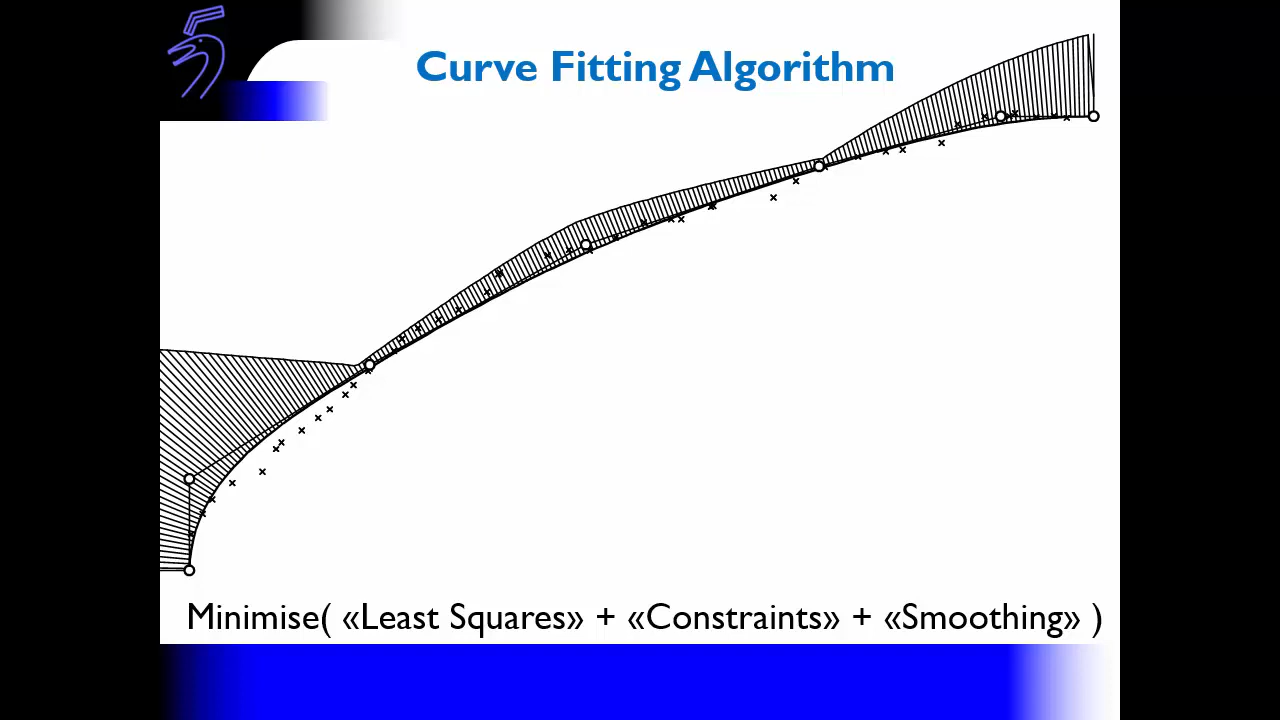 Curve Fitting Algorithm
Minimise( «Least Squares» + «Constraints» + «Smoothing» )